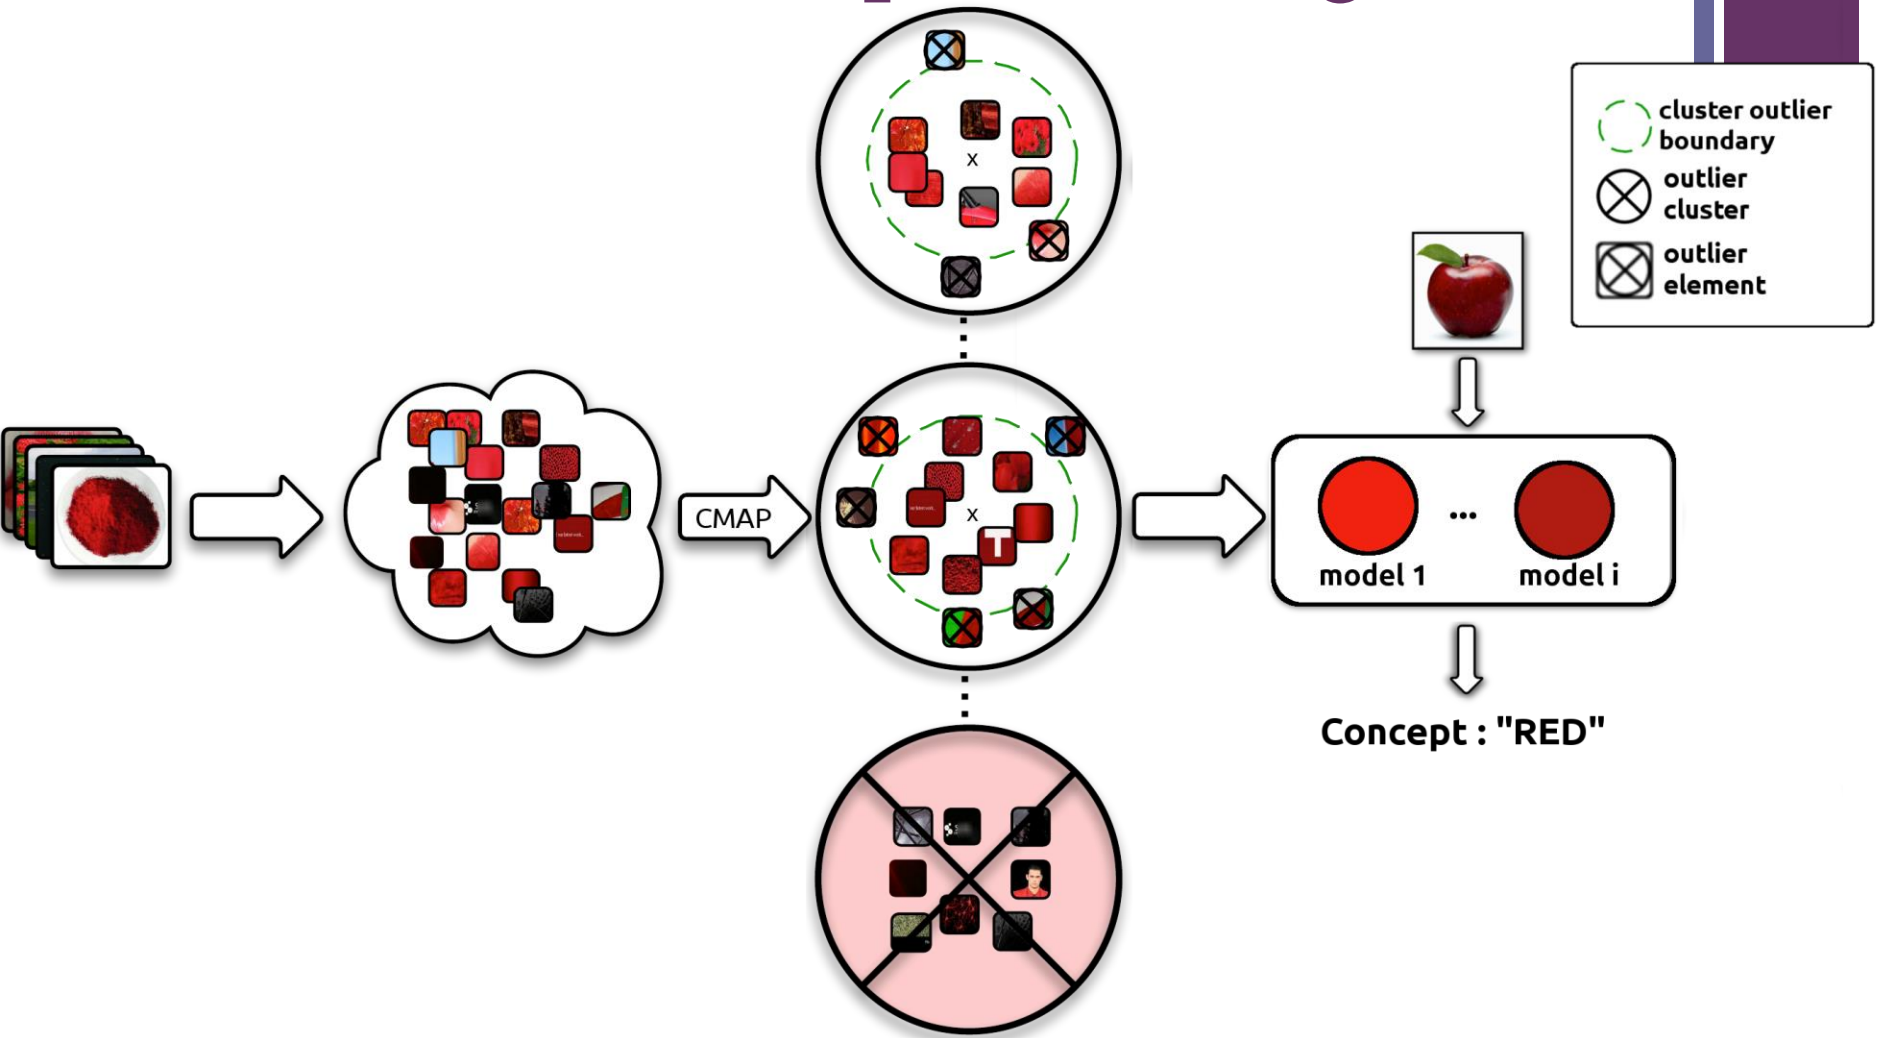 cluster outlier
boundary
outlier
cluster
outlier
element
x
CMAP
x
T
...
model 1
model i
Concept : "RED"